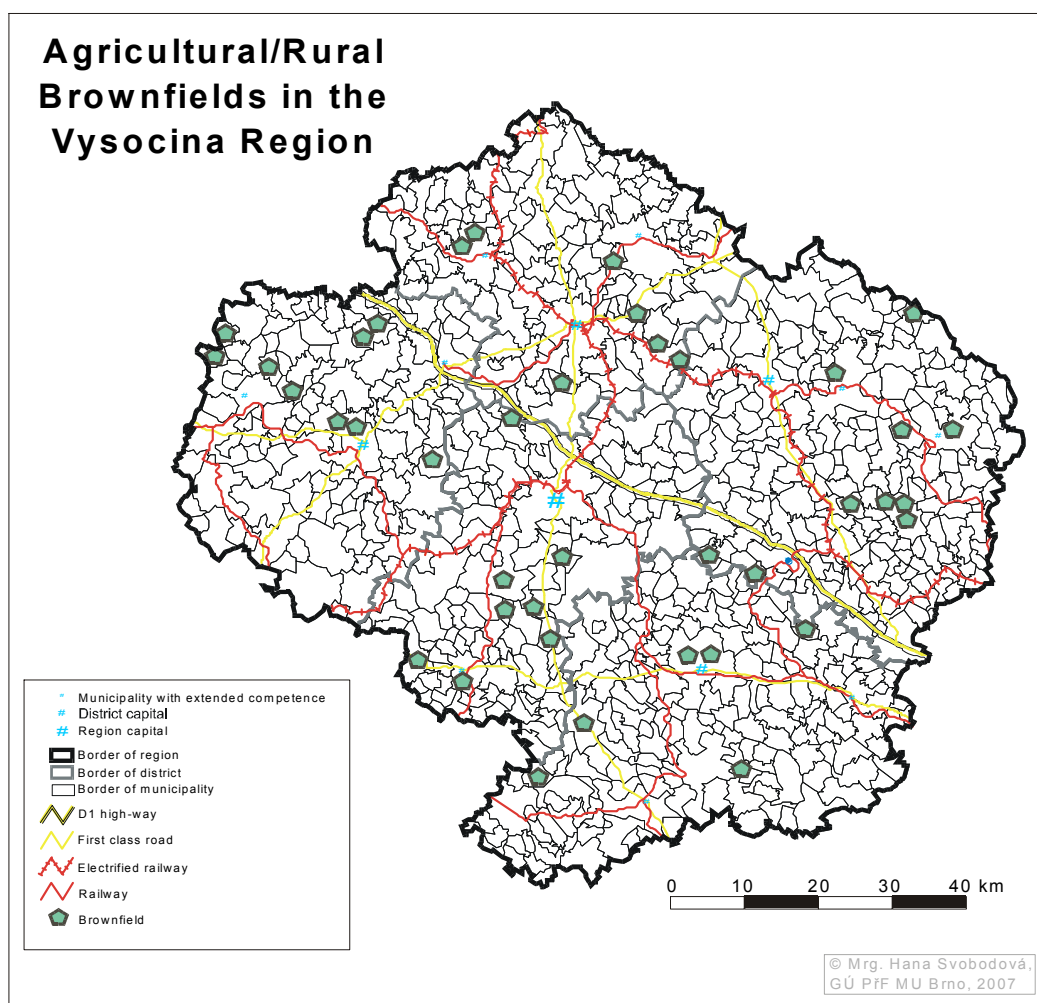 Agricultural/Rural
Brownfields in the
Vysocina Region
Municipality with extended competence
District capital
Region capital
Border of region
Border of district
Border of municipality
D1 high-way
First class road
Electrified railway
Railway
Brownfield
0 10 20 30 40 km
© Mrg. Hana Svobodová,
GÚ PřF MU Brno, 2007